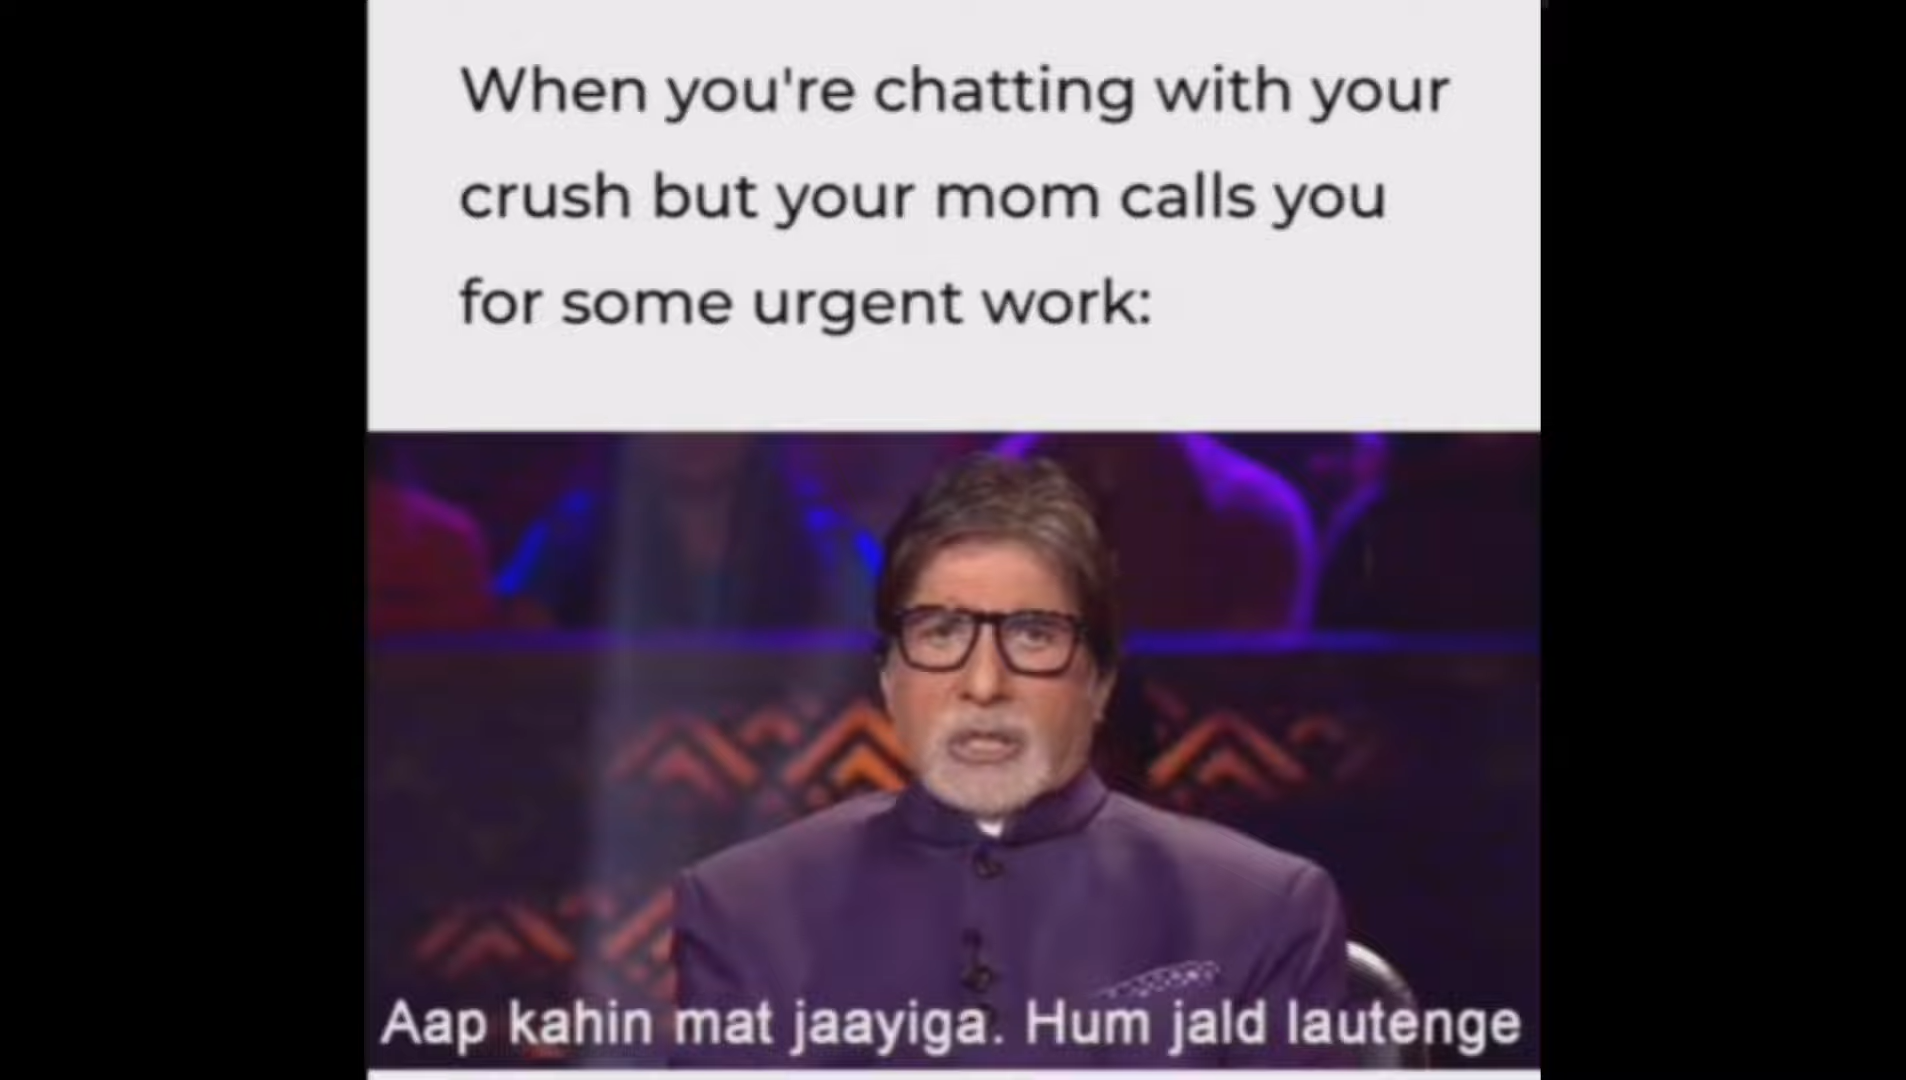 When you're chatting with your
crush but your mom calls you
for some urgent work:
Aap kahin mat jaayiga. Hum jald lautenge